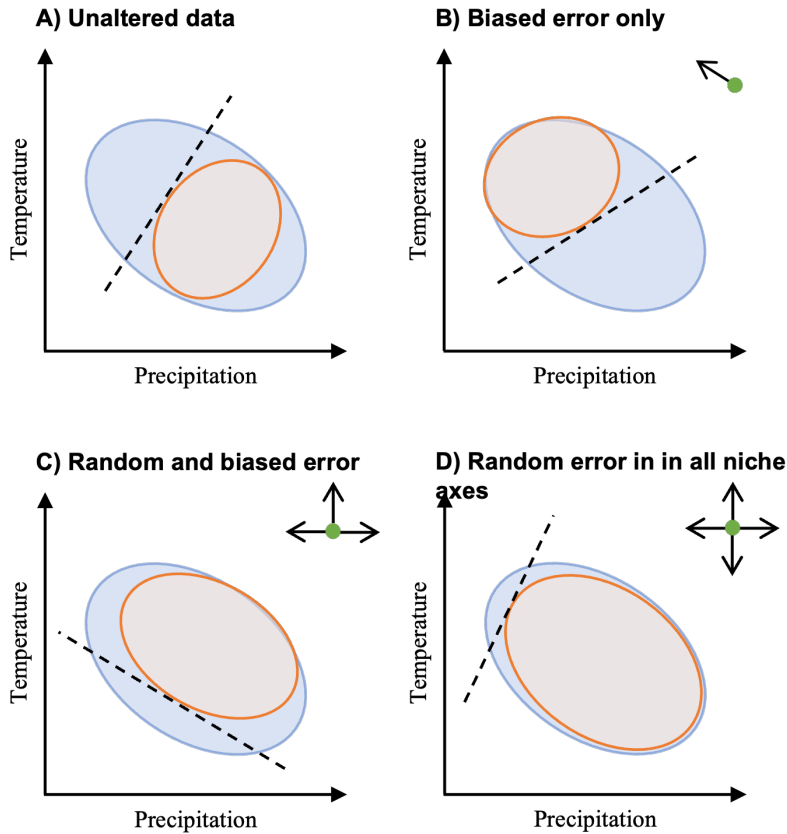 A) Unaltered data
B) Biased error only
Temperature
Temperature
Precipitation
Precipitation
C) Random and biased error
D) Random error in in all niche
axes
Temperature
Temperature
Precipitation
Precipitation